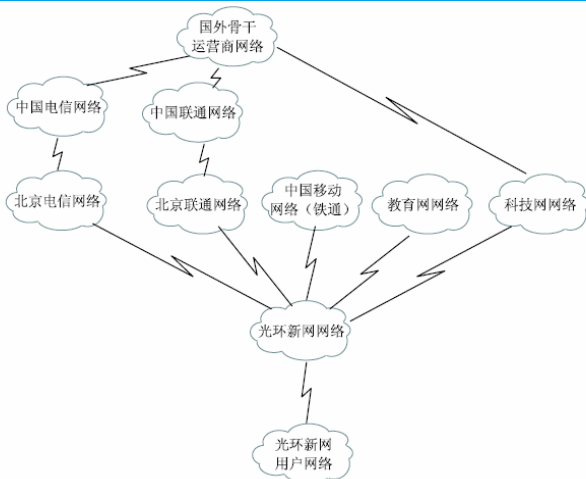 国外骨干
运营商网络
中国电信网络
中国联通网络
北京电信网络
北京联通网络
中国移动
网络（铁通）
教育网网络
科技网网络
光环新网网络
光环新网
用户网络